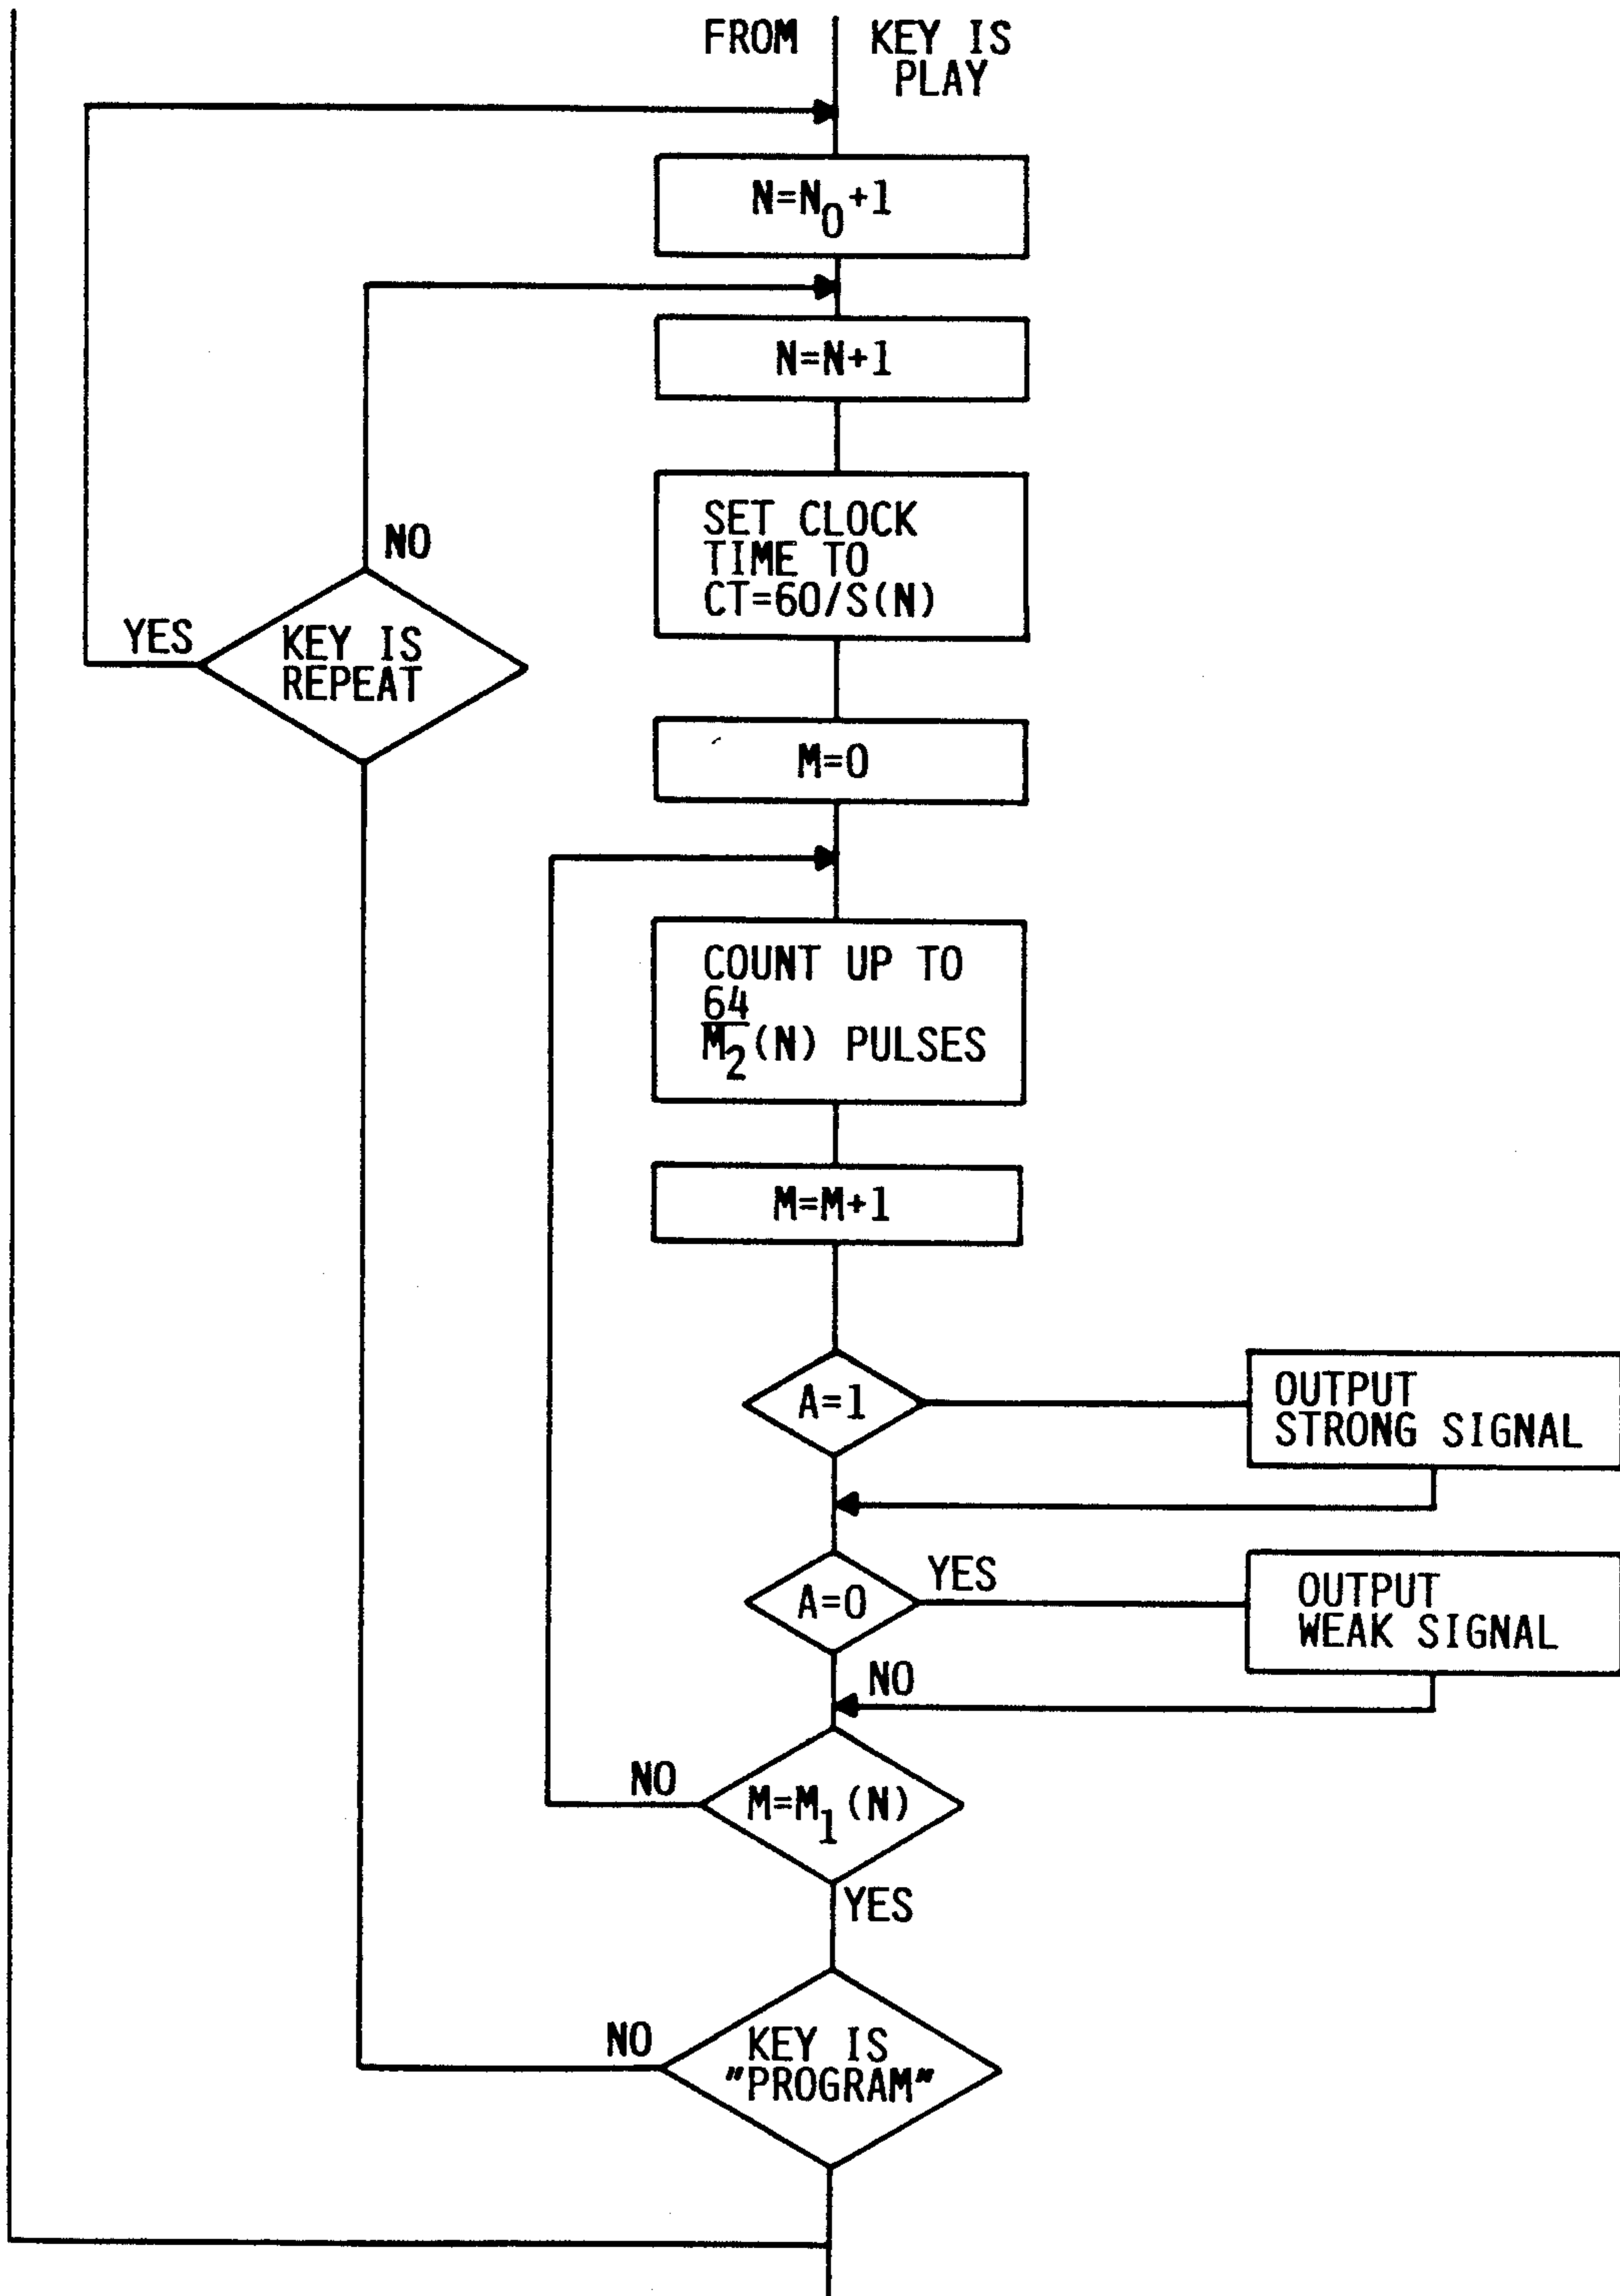 FROM KEY IS
PLAY
N=N₀+1
N=N+1
SET CLOCK
TIME TO
CT=60/S(N)
NO
YES
KEY IS
REPEAT
M=0
COUNT UP TO
64
M₂(N) PULSES
M=M+1
A=1
OUTPUT
STRONG SIGNAL
A=0
YES
OUTPUT
WEAK SIGNAL
NO
NO
M=M₁(N)
YES
NO
KEY IS
"PROGRAM"